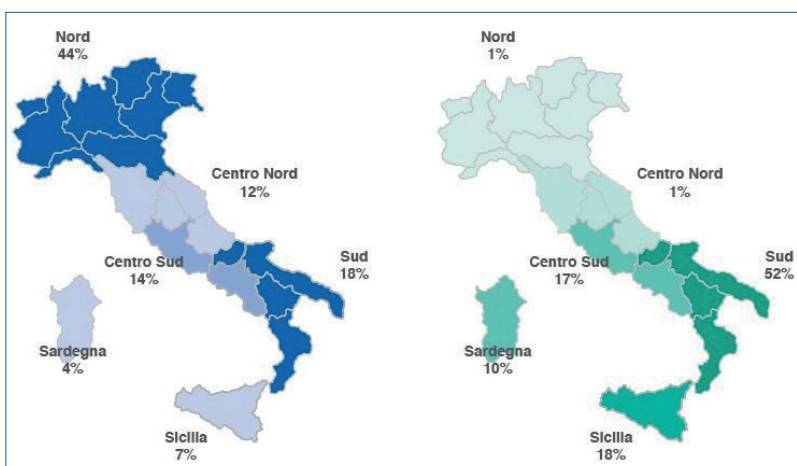 Nord
44%
Centro Nord
12%
Centro Sud
14%
Sud
18%
Sardegna
4%
Sicilia
7%
Nord
1%
Centro Nord
1%
Centro Sud
17%
Sud
52%
Sardegna
10%
Sicilia
18%